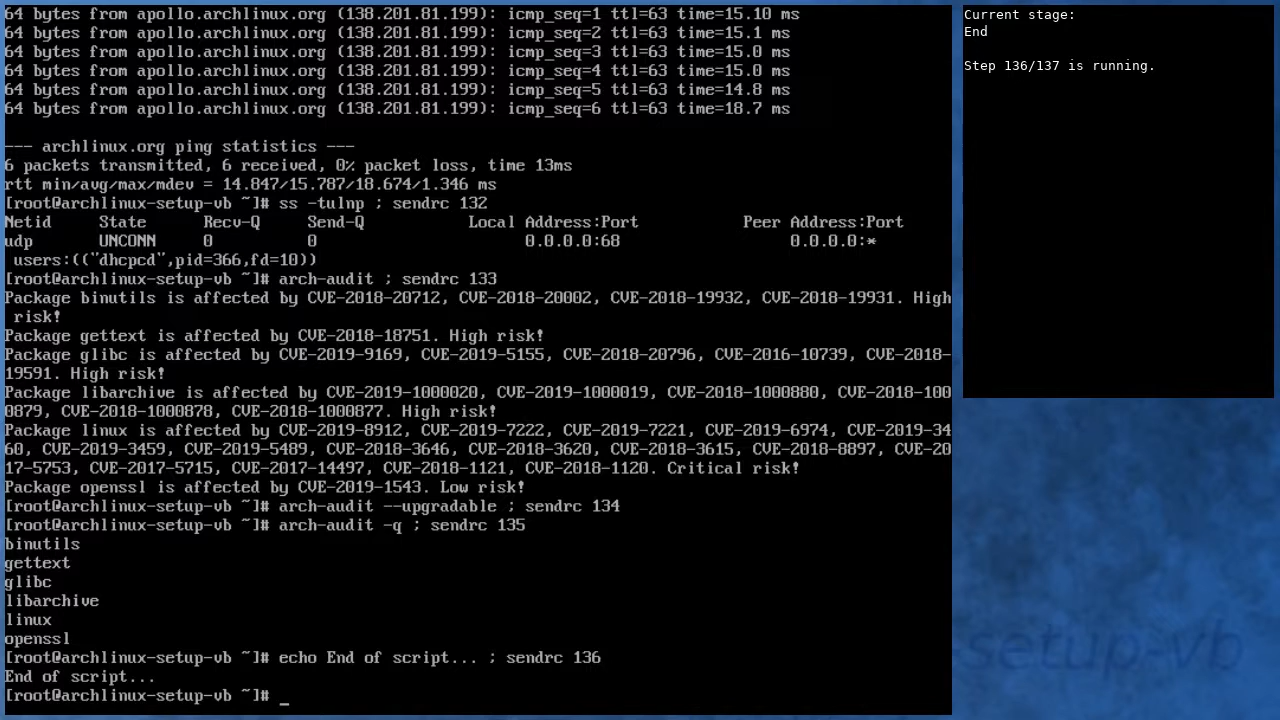 64 bytes from apollo.archlinux.org (138.201.81.199): icmp_seq=1 ttl=63 time=15.10 ms
64 bytes from apollo.archlinux.org (138.201.81.199): icmp_seq=2 ttl=63 time=15.1 ms
64 bytes from apollo.archlinux.org (138.201.81.199): icmp_seq=3 ttl=63 time=15.0 ms
64 bytes from apollo.archlinux.org (138.201.81.199): icmp_seq=4 ttl=63 time=15.0 ms
64 bytes from apollo.archlinux.org (138.201.81.199): icmp_seq=5 ttl=63 time=14.8 ms
64 bytes from apollo.archlinux.org (138.201.81.199): icmp_seq=6 ttl=63 time=18.7 ms
--- archlinux.org ping statistics ---
6 packets transmitted, 6 received, 0% packet loss, time 13ms
rtt min/avg/max/mdev = 14.847/15.787/18.674/1.346 ms
[root@archlinux-setup-vb ~]# ss -tulnp ; sendrc 132
Netid     State      Recv-Q     Send-Q           Local Address:Port           Peer Address:Port
udp       UNCONN     0          0                      0.0.0.0:68                  0.0.0.0:*
 users:(("dhcpcd",pid=366,fd=10))
[root@archlinux-setup-vb ~]# arch-audit ; sendrc 133
Package binutils is affected by CVE-2018-20712, CVE-2018-20002, CVE-2018-19932, CVE-2018-19931. High
 risk!
Package gettext is affected by CVE-2018-18751. High risk!
Package glibc is affected by CVE-2019-9169, CVE-2019-5155, CVE-2018-20796, CVE-2016-10739, CVE-2018-
19591. High risk!
Package libarchive is affected by CVE-2019-1000020, CVE-2019-1000019, CVE-2018-1000880, CVE-2018-100
0879, CVE-2018-1000878, CVE-2018-1000877. High risk!
Package linux is affected by CVE-2019-8912, CVE-2019-7222, CVE-2019-7221, CVE-2019-6974, CVE-2019-34
60, CVE-2019-3459, CVE-2019-5489, CVE-2018-3646, CVE-2018-3620, CVE-2018-3615, CVE-2018-8897, CVE-20
17-5753, CVE-2017-5715, CVE-2017-14497, CVE-2018-1121, CVE-2018-1120. Critical risk!
Package openssl is affected by CVE-2019-1543. Low risk!
[root@archlinux-setup-vb ~]# arch-audit --upgradable ; sendrc 134
[root@archlinux-setup-vb ~]# arch-audit -q ; sendrc 135
binutils
gettext
glibc
libarchive
linux
openssl
[root@archlinux-setup-vb ~]# echo End of script... ; sendrc 136
End of script...
[root@archlinux-setup-vb ~]# _
Current stage:
End
Step 136/137 is running.
-setup-vb